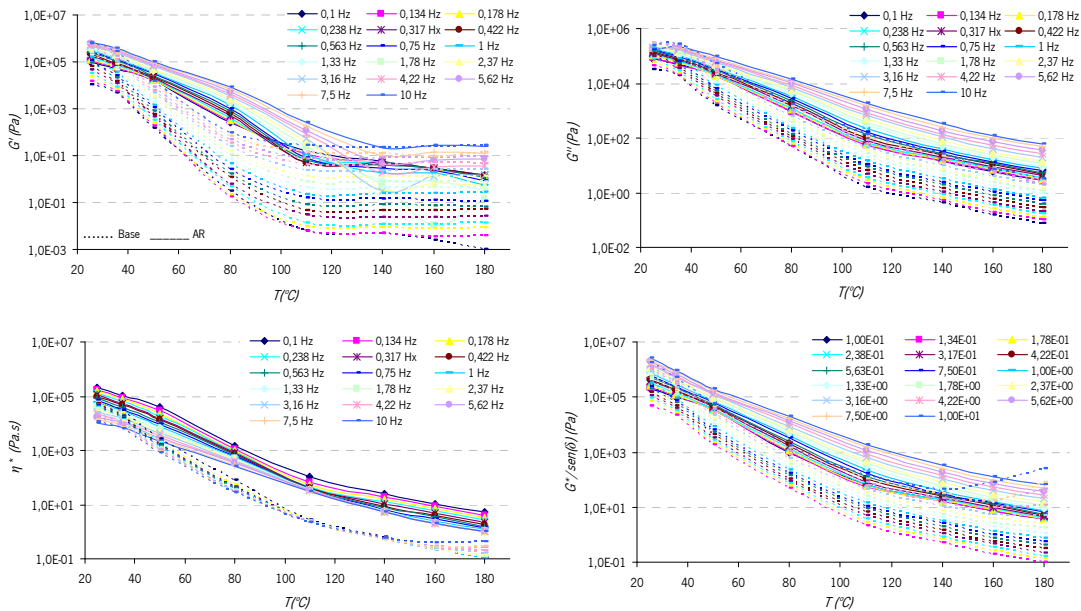 1,0E+07
1,0E+05
1,0E+03
1,0E+01
1,0E-01
1,0E-03
G' (Pa)
20 40 60 80 100 120 140 160 180
T(°C)
0,1 Hz 0,134 Hz 0,178 Hz
0,238 Hz 0,317 Hx 0,422 Hz
0,563 Hz 0,75 Hz 1 Hz
1,33 Hz 1,78 Hz 2,37 Hz
3,16 Hz 4,22 Hz 5,62 Hz
7,5 Hz 10 Hz
Base AR
1,0E+06
1,0E+04
1,0E+02
1,0E+00
1,0E-02
G'' (Pa)
20 40 60 80 100 120 140 160 180
T(°C)
0,1 Hz 0,134 Hz 0,178 Hz
0,238 Hz 0,317 Hx 0,422 Hz
0,563 Hz 0,75 Hz 1 Hz
1,33 Hz 1,78 Hz 2,37 Hz
3,16 Hz 4,22 Hz 5,62 Hz
7,5 Hz 10 Hz
1,0E+07
1,0E+05
1,0E+03
1,0E+01
1,0E-01
η* (Pa.s)
20 40 60 80 100 120 140 160 180
T(°C)
0,1 Hz 0,134 Hz 0,178 Hz
0,238 Hz 0,317 Hx 0,422 Hz
0,563 Hz 0,75 Hz 1 Hz
1,33 Hz 1,78 Hz 2,37 Hz
3,16 Hz 4,22 Hz 5,62 Hz
7,5 Hz 10 Hz
1,0E+07
1,0E+05
1,0E+03
1,0E+01
1,0E-01
G*/sen(δ) (Pa)
20 40 60 80 100 120 140 160 180
T (°C)
1,00E-01 1,34E-01 1,78E-01
2,38E-01 3,17E-01 4,22E-01
5,63E-01 7,50E-01 1,00E+00
1,33E+00 1,78E+00 2,37E+00
3,16E+00 4,22E+00 5,62E+00
7,50E+00 1,00E+01